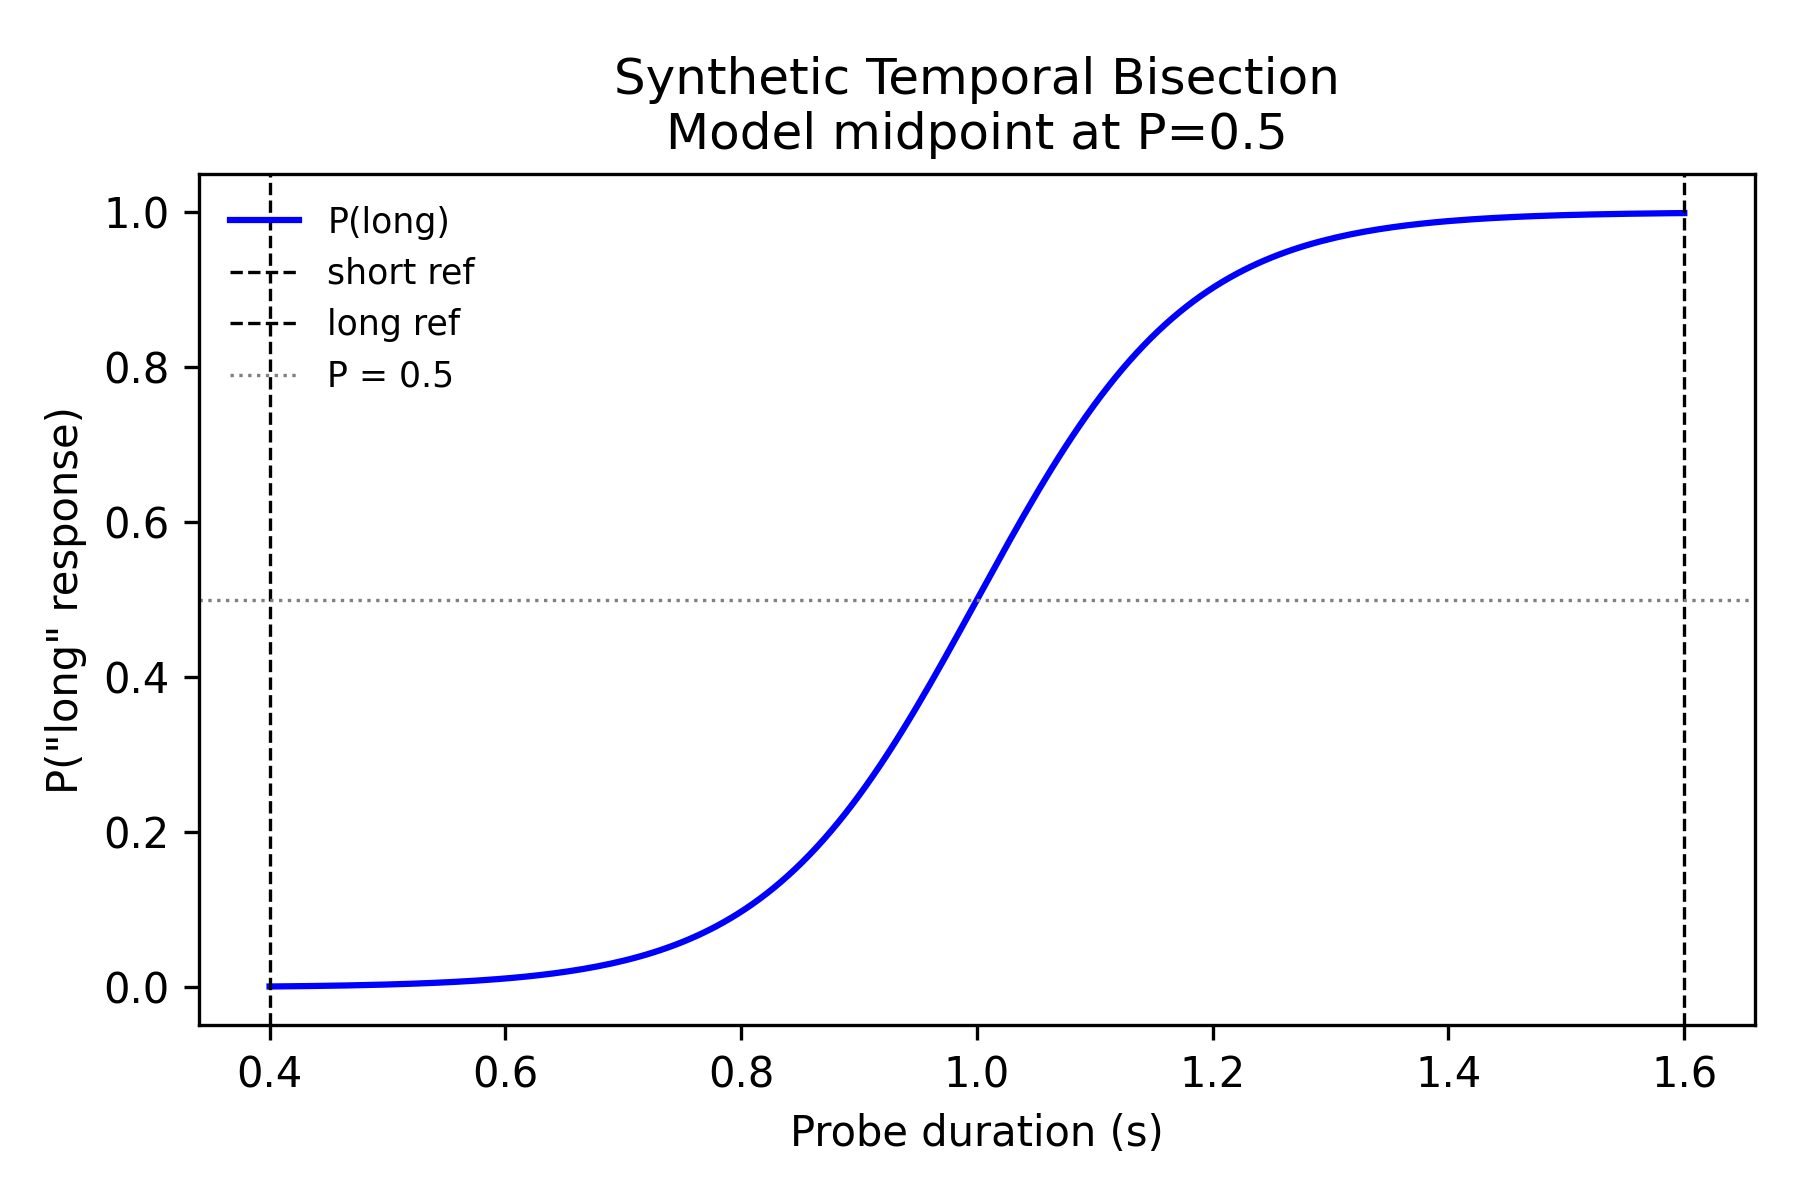 Synthetic Temporal Bisection
Model midpoint at P=0.5
P(long)
short ref
long ref
P = 0.5
P("long" response)
1.0
0.8
0.6
0.4
0.2
0.0
0.4 0.6 0.8 1.0 1.2 1.4 1.6
Probe duration (s)